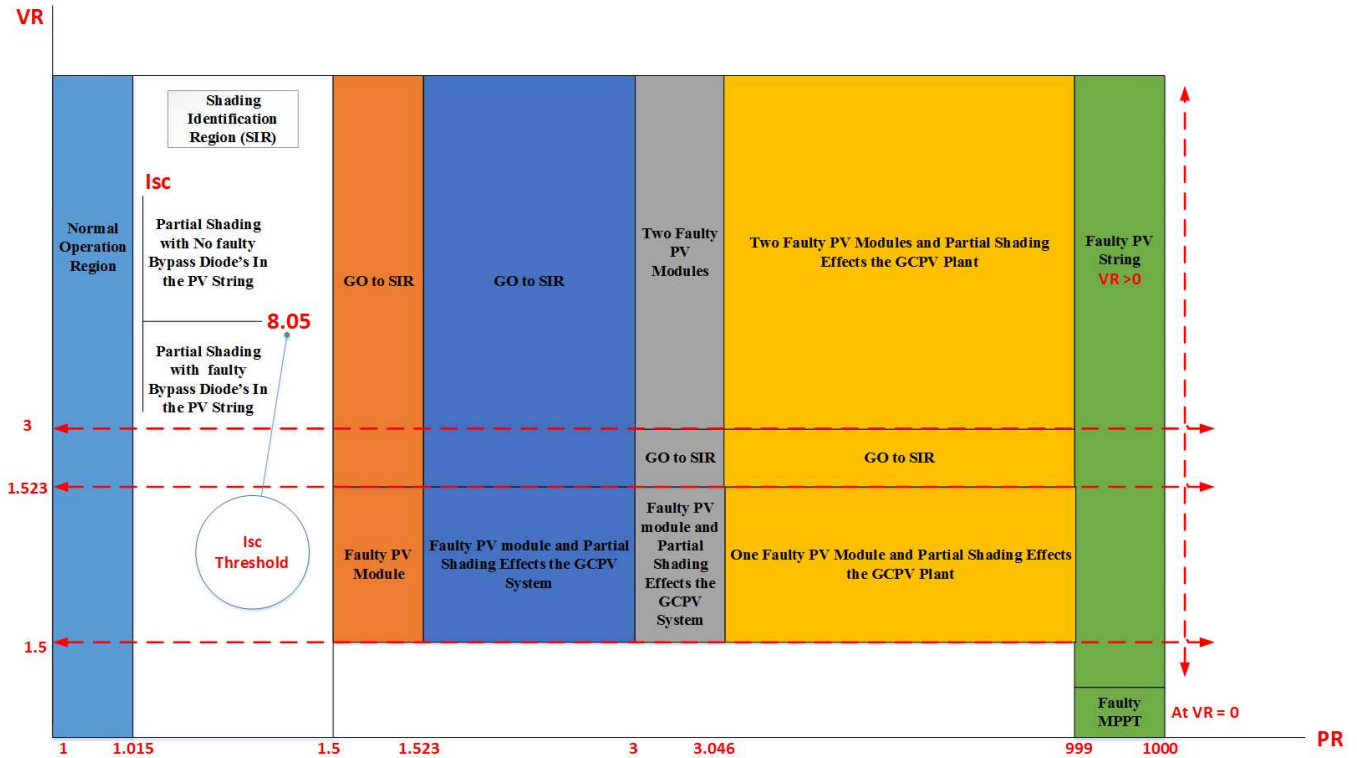 VR
Shading
Identification
Region (SIR)
Isc
Normal
Operation
Region
Partial Shading
with No faulty
Bypass Diode's In
the PV String
8.05
Partial Shading
with faulty
Bypass Diode's In
the PV String
GO to SIR
GO to SIR
Two Faulty
PV
Modules
Two Faulty PV Modules and Partial Shading
Effects the GCPV Plant
Faulty PV
String
VR >0
3
GO to SIR
GO to SIR
1.523
Isc
Threshold
Faulty PV
Module
Faulty PV module and Partial
Shading Effects the GCPV
System
Faulty PV
module and
Partial
Shading
Effects the
GCPV
System
One Faulty PV Module and Partial Shading Effects
the GCPV Plant
1.5
Faulty
MPPT
At VR = 0
1
1.015
1.5
1.523
3
3.046
999
1000
PR